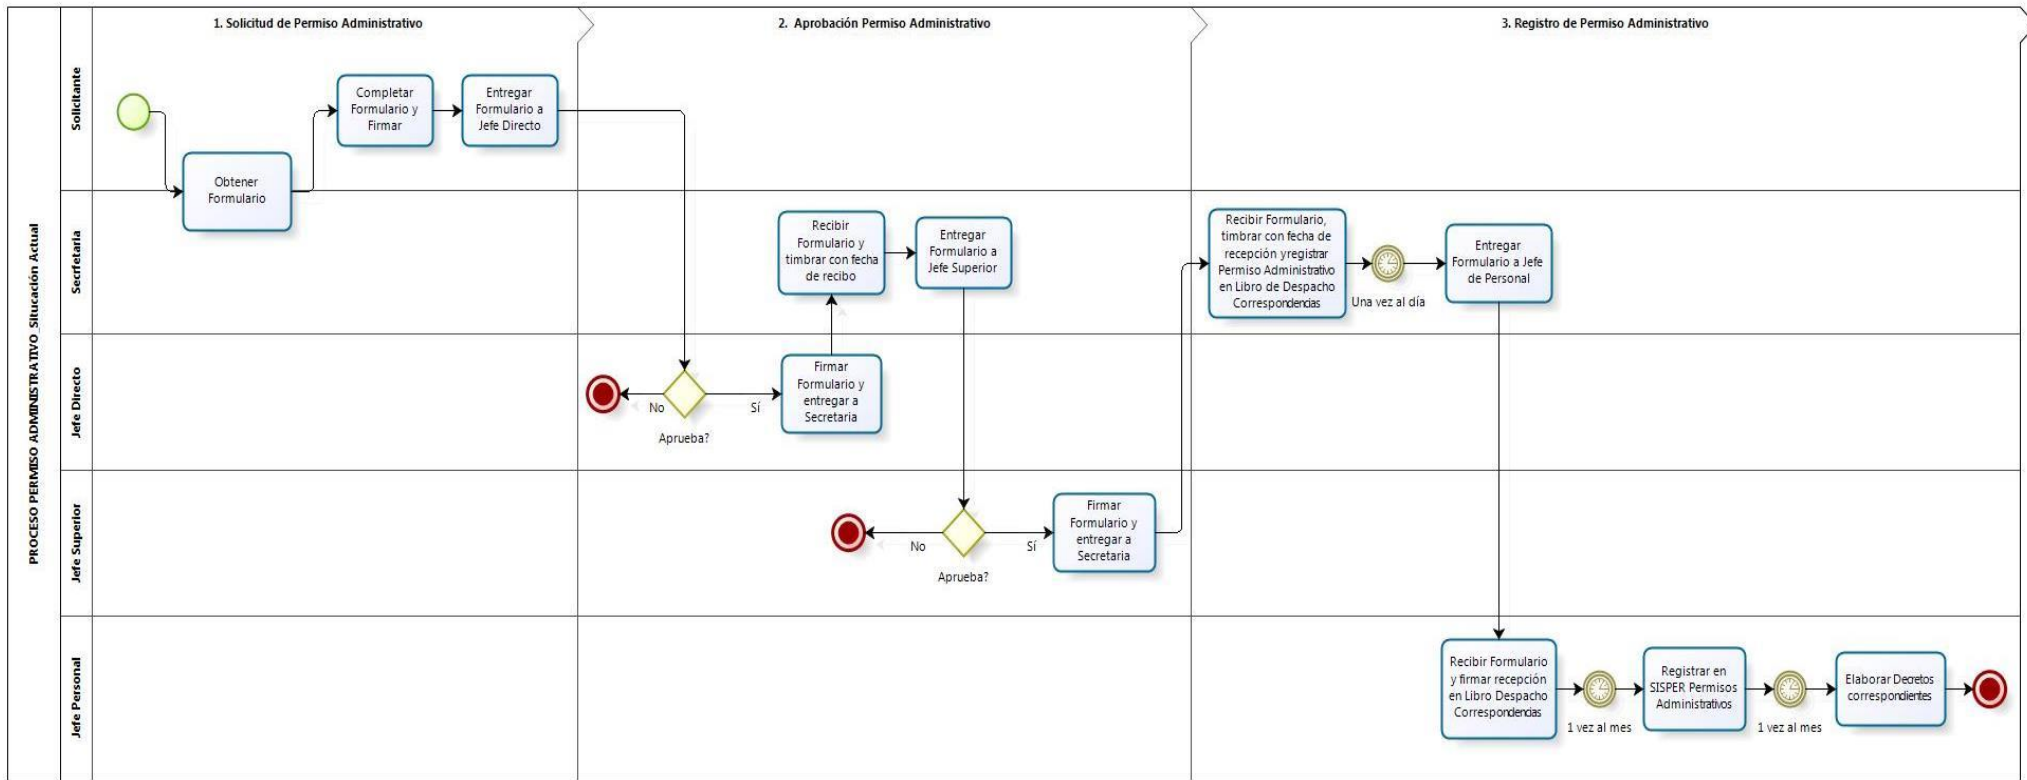 1. Solicitud de Permiso Administrativo
2. Aprobación Permiso Administrativo
3. Registro de Permiso Administrativo
PROCESO PERMISO ADMINISTRATIVO_Situcación Actual
Solicitante
Obtener
Formulario
Completar
Formulario y
Firmar
Entregar
Formulario a
Jefe Directo
Secrfetaria
Recibir
Formulario y
timbrar con fecha
de recibo
Entregar
Formulario a
Jefe Superior
Recibir Formulario,
timbrar con fecha de
recepción y registrar
Permiso Administrativo
en Libro de Despacho
Correspondencias
Una vez al día
Entregar
Formulario a Jefe
de Personal
Jefe Directo
No
Aprueba?
Sí
Firmar
Formulario y
entregar a
Secretaria
Jefe Superior
No
Aprueba?
Sí
Firmar
Formulario y
entregar a
Secretaria
Jefe Personal
Recibir Formulario
y firmar recepción
en Libro Despacho
Correspondencias
1 vez al mes
Registrar en
SISPER Permisos
Administrativos
1 vez al mes
Elaborar Decretos
correspondientes